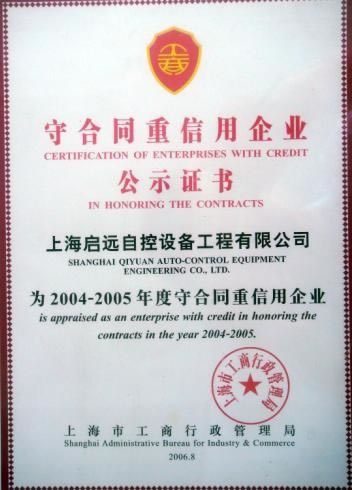 工商
守合同重信用企业
CERTIFICATION OF ENTERPRISES WITH CREDIT
公示证书
IN HONORING THE CONTRACTS
上海启远自控设备工程有限公司
SHANGHAI QIYUAN AUTO-CONTROL EQUIPMENT
ENGINEERING CO., LTD.
为2004-2005年度守合同重信用企业
is appraised as an enterprise with credit in honoring the
contracts in the year 2004-2005.
上海市工商行政管理局
上海市工商行政管理局
Shanghai Administrative Bureau for Industry & Commerce
2006.8